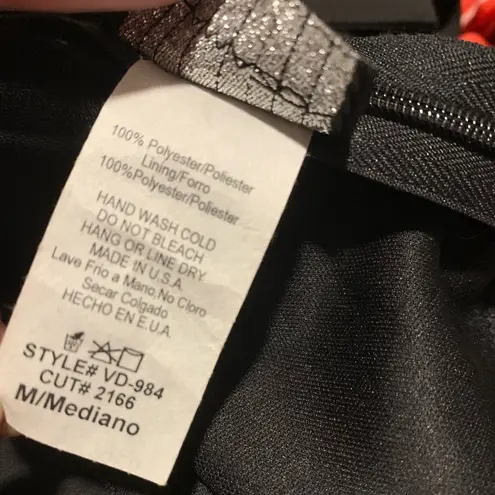 100% Polyester/Poliester
Lining/Forro
100%Polyester/Poliester
HAND WASH COLD
DO NOT BLEACH
HANG OR LINE DRY
MADE IN U.S.A.
Lave Frio a Mano.No Cloro
Secar Colgado
HECHO EN E.U.A.
STYLE# VD-984
CUT# 2166
M/Mediano